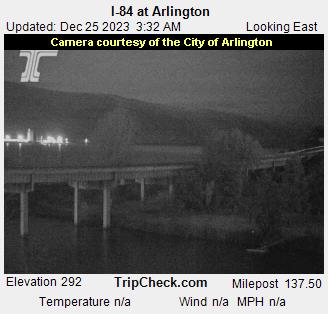 I-84 at Arlington
Updated: Dec 25 2023 3:32 AM Looking East
Camera courtesy of the City of Arlington
Elevation 292 TripCheck.com Milepost 137.50
Temperature n/a Wind n/a MPH n/a